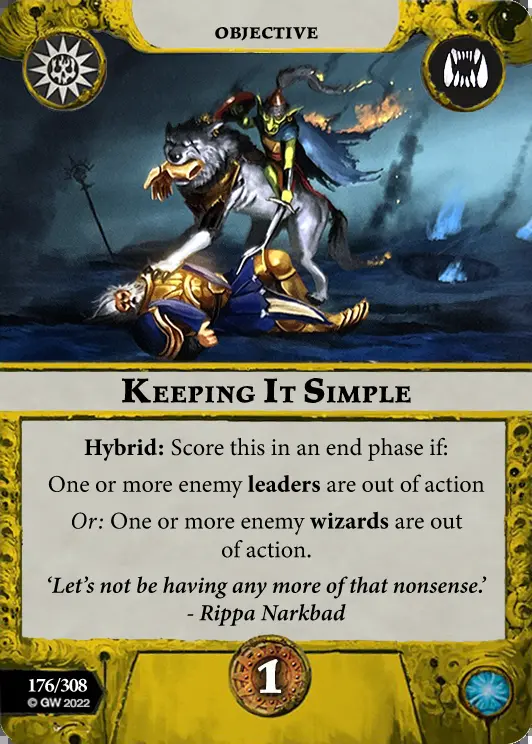 OBJECTIVE
KEEPING IT SIMPLE
Hybrid: Score this in an end phase if:
One or more enemy leaders are out of action
Or: One or more enemy wizards are out
of action.
‘Let’s not be having any more of that nonsense.’
- Rippa Narkbad
1
176/308
© GW 2022